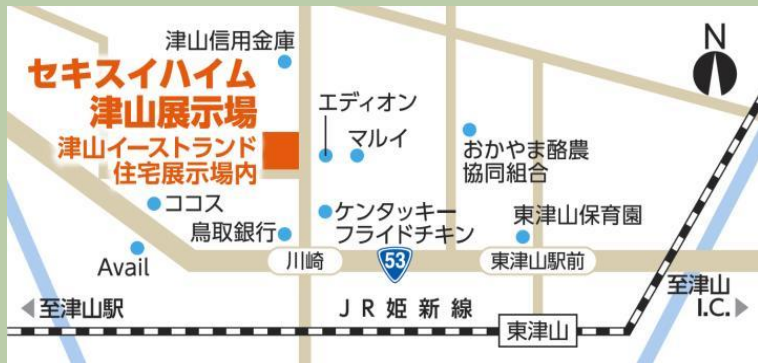 津山信用金庫
N
セキスイハイム
津山展示場
津山イーストランド
住宅展示場内
エディオン
マルイ
おかやま酪農
協同組合
ココス
鳥取銀行
ケンタッキー
フライドチキン
東津山保育園
Avail
川崎
53
東津山駅前
至津山
I.C.
至津山駅
JR姫新線
東津山